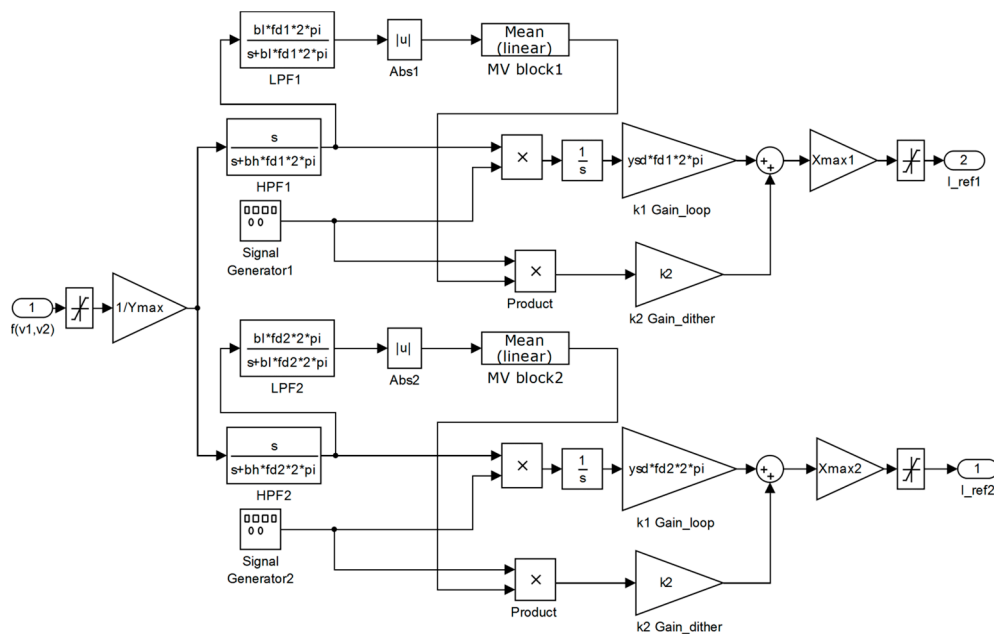 bl*fd1*2*pi
s+bl*fd1*2*pi
LPF1
|u|
Abs1
Mean
(linear)
MV block1
s
s+bh*fd1*2*pi
HPF1
×
1
s
ysd*fd1*2*pi
k1 Gain_loop
+
+
Xmax1
2
I_ref1
Signal
Generator1
×
Product
k2
k2 Gain_dither
1
f(v1,v2)
1/Ymax
bl*fd2*2*pi
s+bl*fd2*2*pi
LPF2
|u|
Abs2
Mean
(linear)
MV block2
s
s+bh*fd2*2*pi
HPF2
×
1
s
ysd*fd2*2*pi
k1 Gain_loop
+
+
Xmax2
1
I_ref2
Signal
Generator2
×
Product
k2
k2 Gain_dither